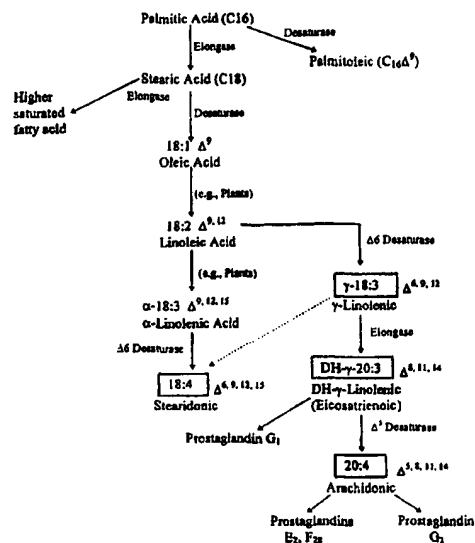 Palmitic Acid (C16)
Desaturase
Elongase
Palmitoleic (C₁₆Δ⁹)
Stearic Acid (C18)
Elongase
Higher
saturated
fatty acid
Desaturase
18:1 Δ⁹
Oleic Acid
(e.g., Plants)
18:2 Δ⁹, ¹²
Linoleic Acid
Δ6 Desaturase
(e.g., Plants)
γ-18:3 Δ⁶, ⁹, ¹²
γ-Linolenic
α-18:3 Δ⁹, ¹², ¹⁵
α-Linolenic Acid
Elongase
Δ6 Desaturase
DH-γ-20:3 Δ⁸, ¹¹, ¹⁴
DH-γ-Linolenic
(Eicosatrienoic)
18:4 Δ⁶, ⁹, ¹², ¹⁵
Stearidonic
Δ⁵ Desaturase
Prostaglandin G₁
20:4 Δ⁵, ⁸, ¹¹, ¹⁴
Arachidonic
Prostaglandins
E₂, F₂
Prostaglandin
G₂